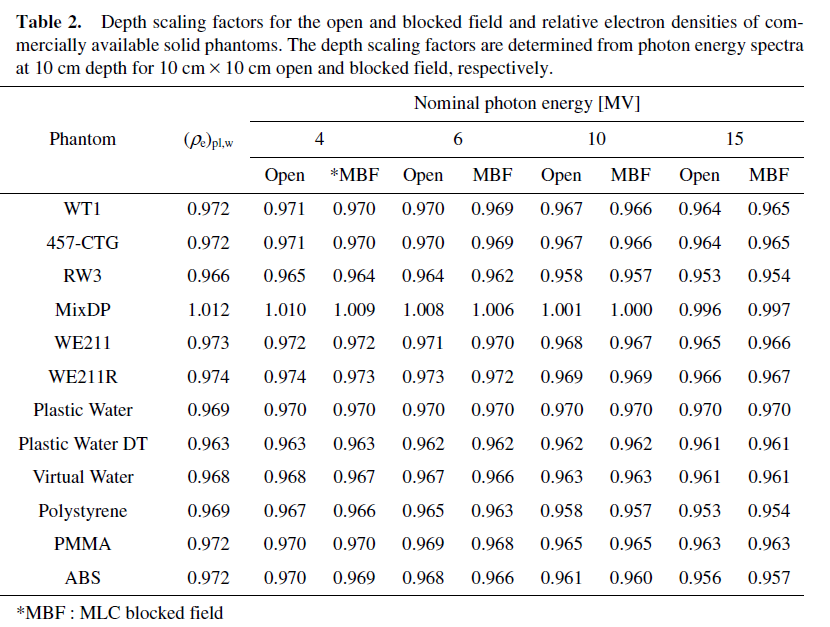 Table 2. Depth scaling factors for the open and blocked field and relative electron densities of com-
mercially available solid phantoms. The depth scaling factors are determined from photon energy spectra
at 10 cm depth for 10 cm × 10 cm open and blocked field, respectively.
Nominal photon energy [MV]
Phantom (ρe)pl,w 4 6 10 15
Open *MBF Open MBF Open MBF Open MBF
WT1 0.972 0.971 0.970 0.970 0.969 0.967 0.966 0.964 0.965
457-CTG 0.972 0.971 0.970 0.970 0.969 0.967 0.966 0.964 0.965
RW3 0.966 0.965 0.964 0.964 0.962 0.958 0.957 0.953 0.954
MixDP 1.012 1.010 1.009 1.008 1.006 1.001 1.000 0.996 0.997
WE211 0.973 0.972 0.972 0.971 0.970 0.968 0.967 0.965 0.966
WE211R 0.974 0.974 0.973 0.973 0.972 0.969 0.969 0.966 0.967
Plastic Water 0.969 0.970 0.970 0.970 0.970 0.970 0.970 0.970 0.970
Plastic Water DT 0.963 0.963 0.963 0.962 0.962 0.962 0.962 0.961 0.961
Virtual Water 0.968 0.968 0.967 0.967 0.966 0.963 0.963 0.961 0.961
Polystyrene 0.969 0.967 0.966 0.965 0.963 0.958 0.957 0.953 0.954
PMMA 0.972 0.970 0.970 0.969 0.968 0.965 0.965 0.963 0.963
ABS 0.972 0.970 0.969 0.968 0.966 0.961 0.960 0.956 0.957
*MBF : MLC blocked field